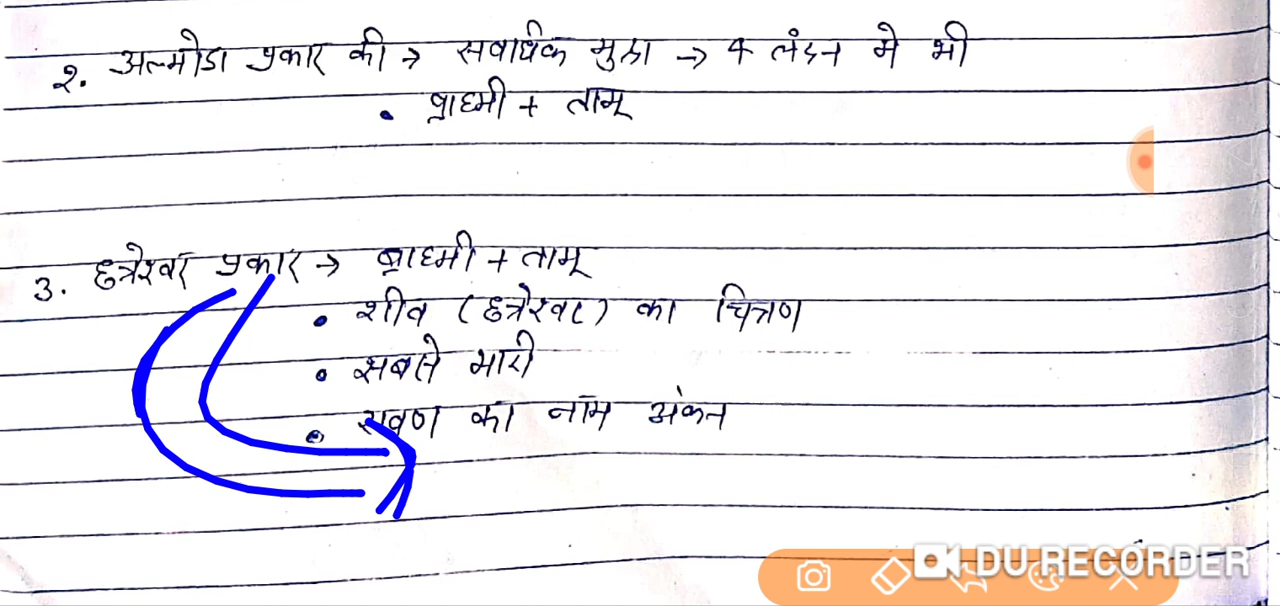 2. अल्मोडा प्रकार की → सर्वाधिक मुद्रा → 4 लंदन मे भी
• ब्राह्मी + ताम्र
3. छत्रेश्वर प्रकार → ब्राह्मी + ताम्र
• शीव (छत्रेश्वर) का चित्रण
• सबसे भारी
• रावण का नाम अंकन
DU RECORDER